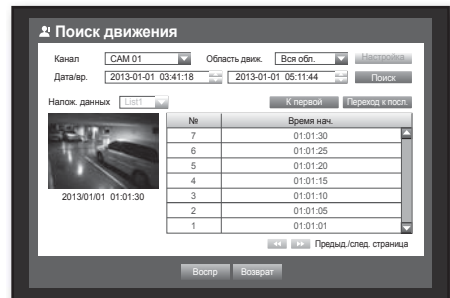 Поиск движения
Канал CAM 01 Область движ. Вся обл. Настройка
Дата/вр. 2013-01-01 03:41:18 2013-01-01 05:11:44 Поиск
Налож. данных List1 К первой Переход к посл.
№ Время нач.
7 01:01:30
6 01:01:25
5 01:01:20
4 01:01:15
3 01:01:10
2 01:01:05
1 01:01:01
2013/01/01 01:01:30
Предыд./след. страница
Воспр Возврат